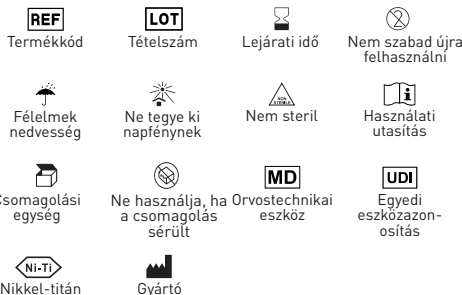 REF
LOT
2
Termékkód
Tételszám
Lejárati idő
Nem szabad újra
felhasználni
NON
STERILE
i
Félelmek
nedvesség
Ne tegye ki
napfénynek
Nem steril
Használati
utasítás
MD
UDI
Csomagolási
egység
Ne használja, ha
a csomagolás
sérült
Orvostechnikai
eszköz
Egyedi
eszközazon-
osítás
Ni-Ti
Nikkel-titán
Gyártó